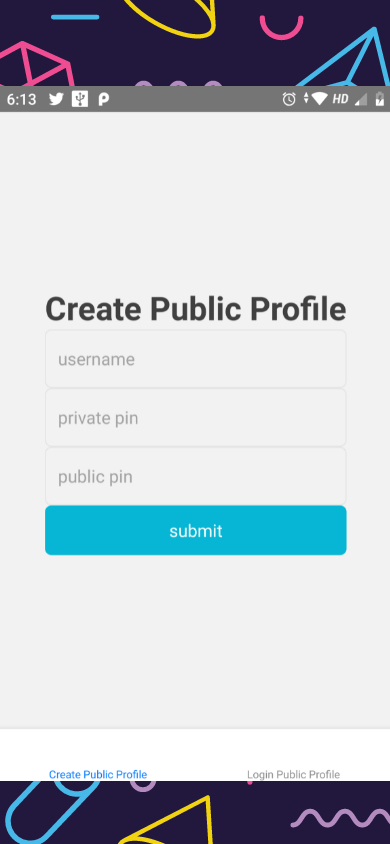 6:13 HD
Create Public Profile
username
private pin
public pin
submit
Create Public Profile Login Public Profile